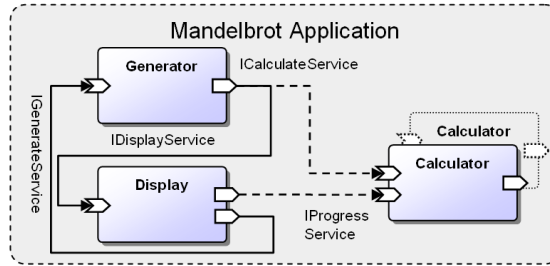 Mandelbrot Application
Generator
ICalculateService
IGenerateService
IDisplayService
Calculator
Calculator
Display
IProgress
Service